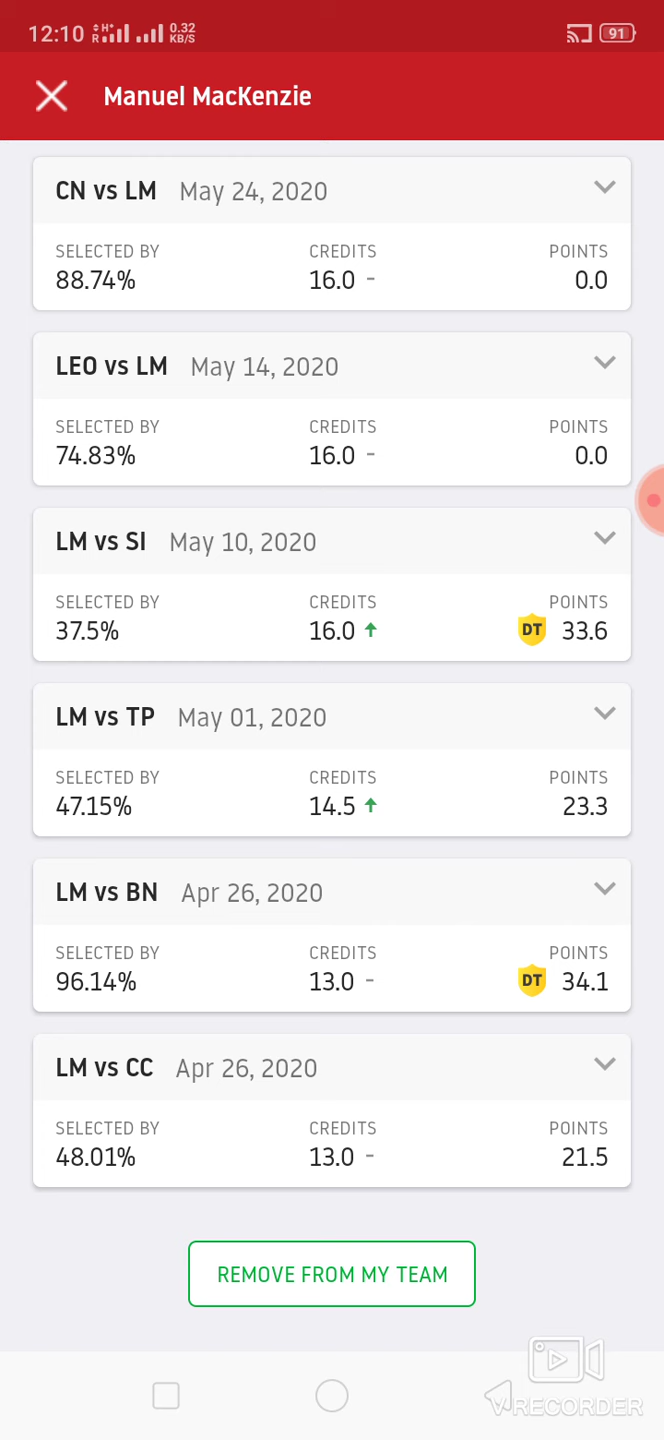 12:10 R H+ 0.32 KB/S 91
Manuel MacKenzie
CN vs LM May 24, 2020
SELECTED BY CREDITS POINTS
88.74% 16.0 - 0.0
LEO vs LM May 14, 2020
SELECTED BY CREDITS POINTS
74.83% 16.0 - 0.0
LM vs SI May 10, 2020
SELECTED BY CREDITS POINTS
37.5% 16.0 DT 33.6
LM vs TP May 01, 2020
SELECTED BY CREDITS POINTS
47.15% 14.5 23.3
LM vs BN Apr 26, 2020
SELECTED BY CREDITS POINTS
96.14% 13.0 - DT 34.1
LM vs CC Apr 26, 2020
SELECTED BY CREDITS POINTS
48.01% 13.0 - 21.5
REMOVE FROM MY TEAM
VRECORDER